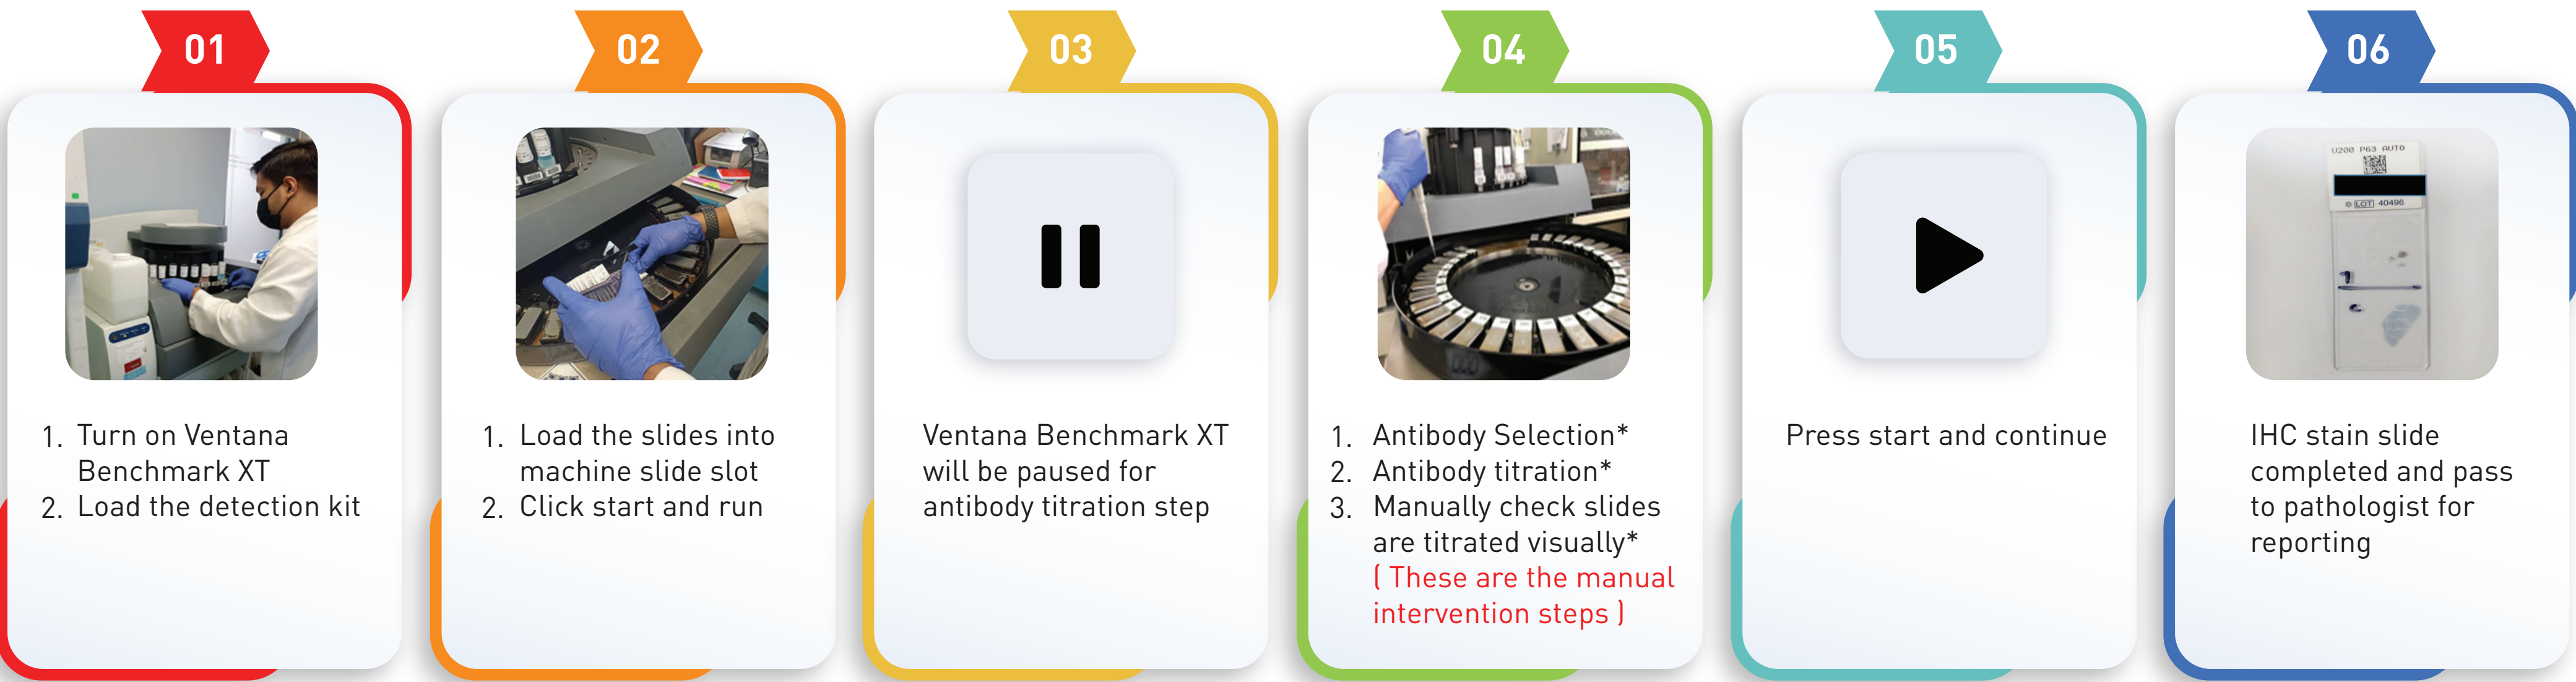 01
1. Turn on Ventana
Benchmark XT
2. Load the detection kit
02
1. Load the slides into
machine slide slot
2. Click start and run
03
Ventana Benchmark XT
will be paused for
antibody titration step
04
1. Antibody Selection*
2. Antibody titration*
3. Manually check slides
are titrated visually*
( These are the manual
intervention steps )
05
Press start and continue
06
U200 P63 AUTO
LOT 40496
IHC stain slide
completed and pass
to pathologist for
reporting